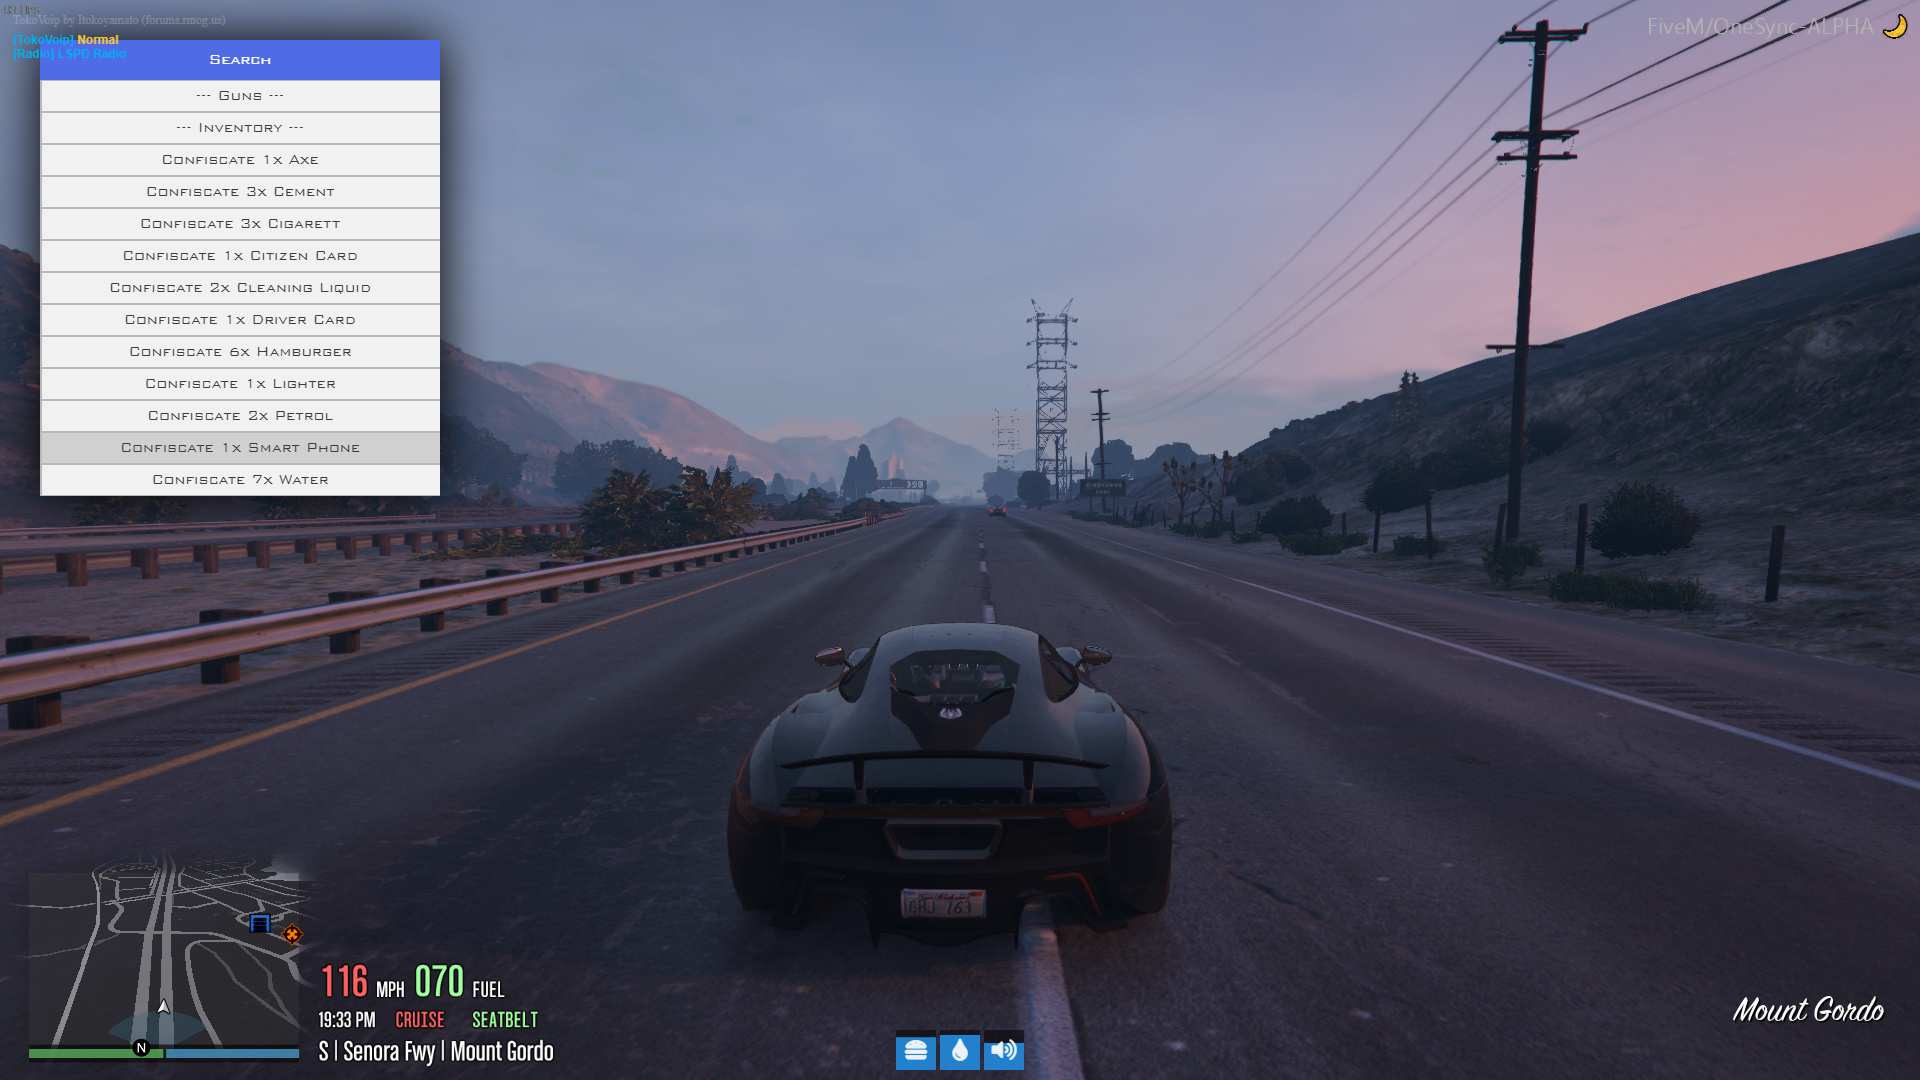 TokoVoip by Itokoyamato (forums.rmog.us)
[TokoVoip] Normal
[Radio] LSPD Radio
FiveM/OneSync-ALPHA
Search
--- Guns ---
--- Inventory ---
Confiscate 1x Axe
Confiscate 3x Cement
Confiscate 3x Cigarett
Confiscate 1x Citizen Card
Confiscate 2x Cleaning Liquid
Confiscate 1x Driver Card
Confiscate 6x Hamburger
Confiscate 1x Lighter
Confiscate 2x Petrol
Confiscate 1x Smart Phone
Confiscate 7x Water
763
116 MPH 070 FUEL
19:33 PM CRUISE SEATBELT
S | Senora Fwy | Mount Gordo
N
Mount Gordo